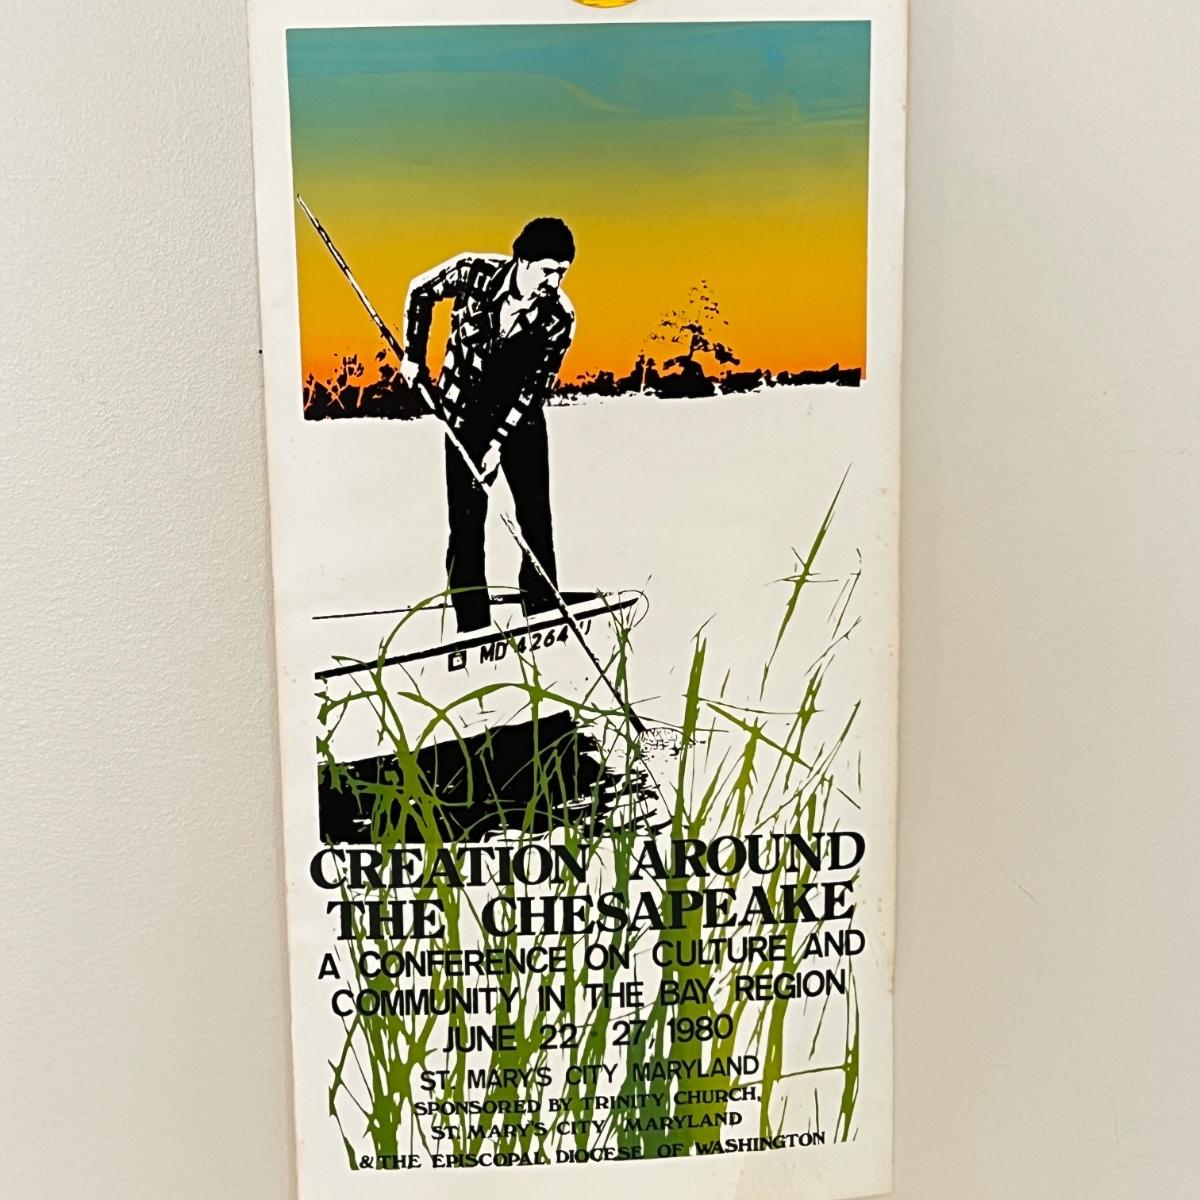 MD 4264
CREATION AROUND
THE CHESAPEAKE
A CONFERENCE ON CULTURE AND
COMMUNITY IN THE BAY REGION
JUNE 22 - 27, 1980
ST. MARY'S CITY MARYLAND
SPONSORED BY TRINITY CHURCH,
ST. MARY'S CITY MARYLAND
& THE EPISCOPAL DIOCESE OF WASHINGTON